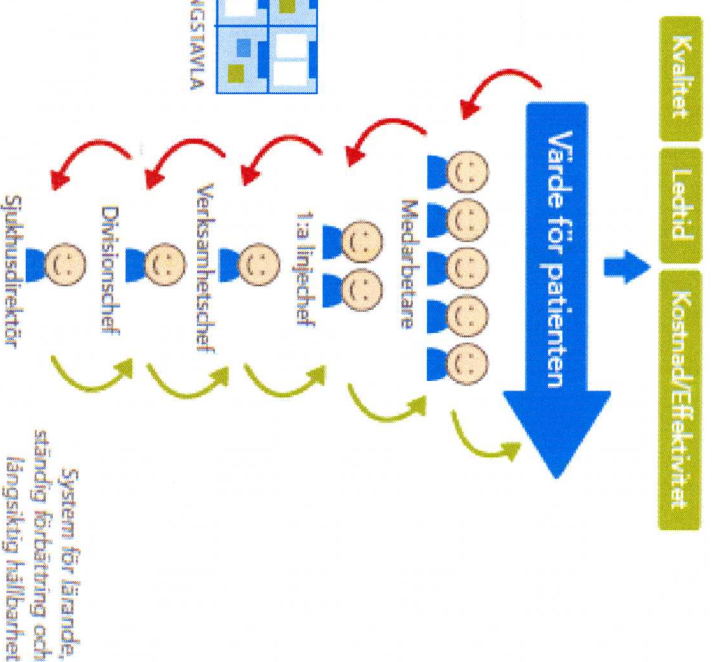 Kvalitet
Ledtid
Kostnad/Effektivitet
Värde för patienten
Medarbetare
1:a linjechef
Verksamhetschef
Divisionschef
Sjukhusdirektör
System för lärande,
ständig förbättring och
långsiktig hållbarhet